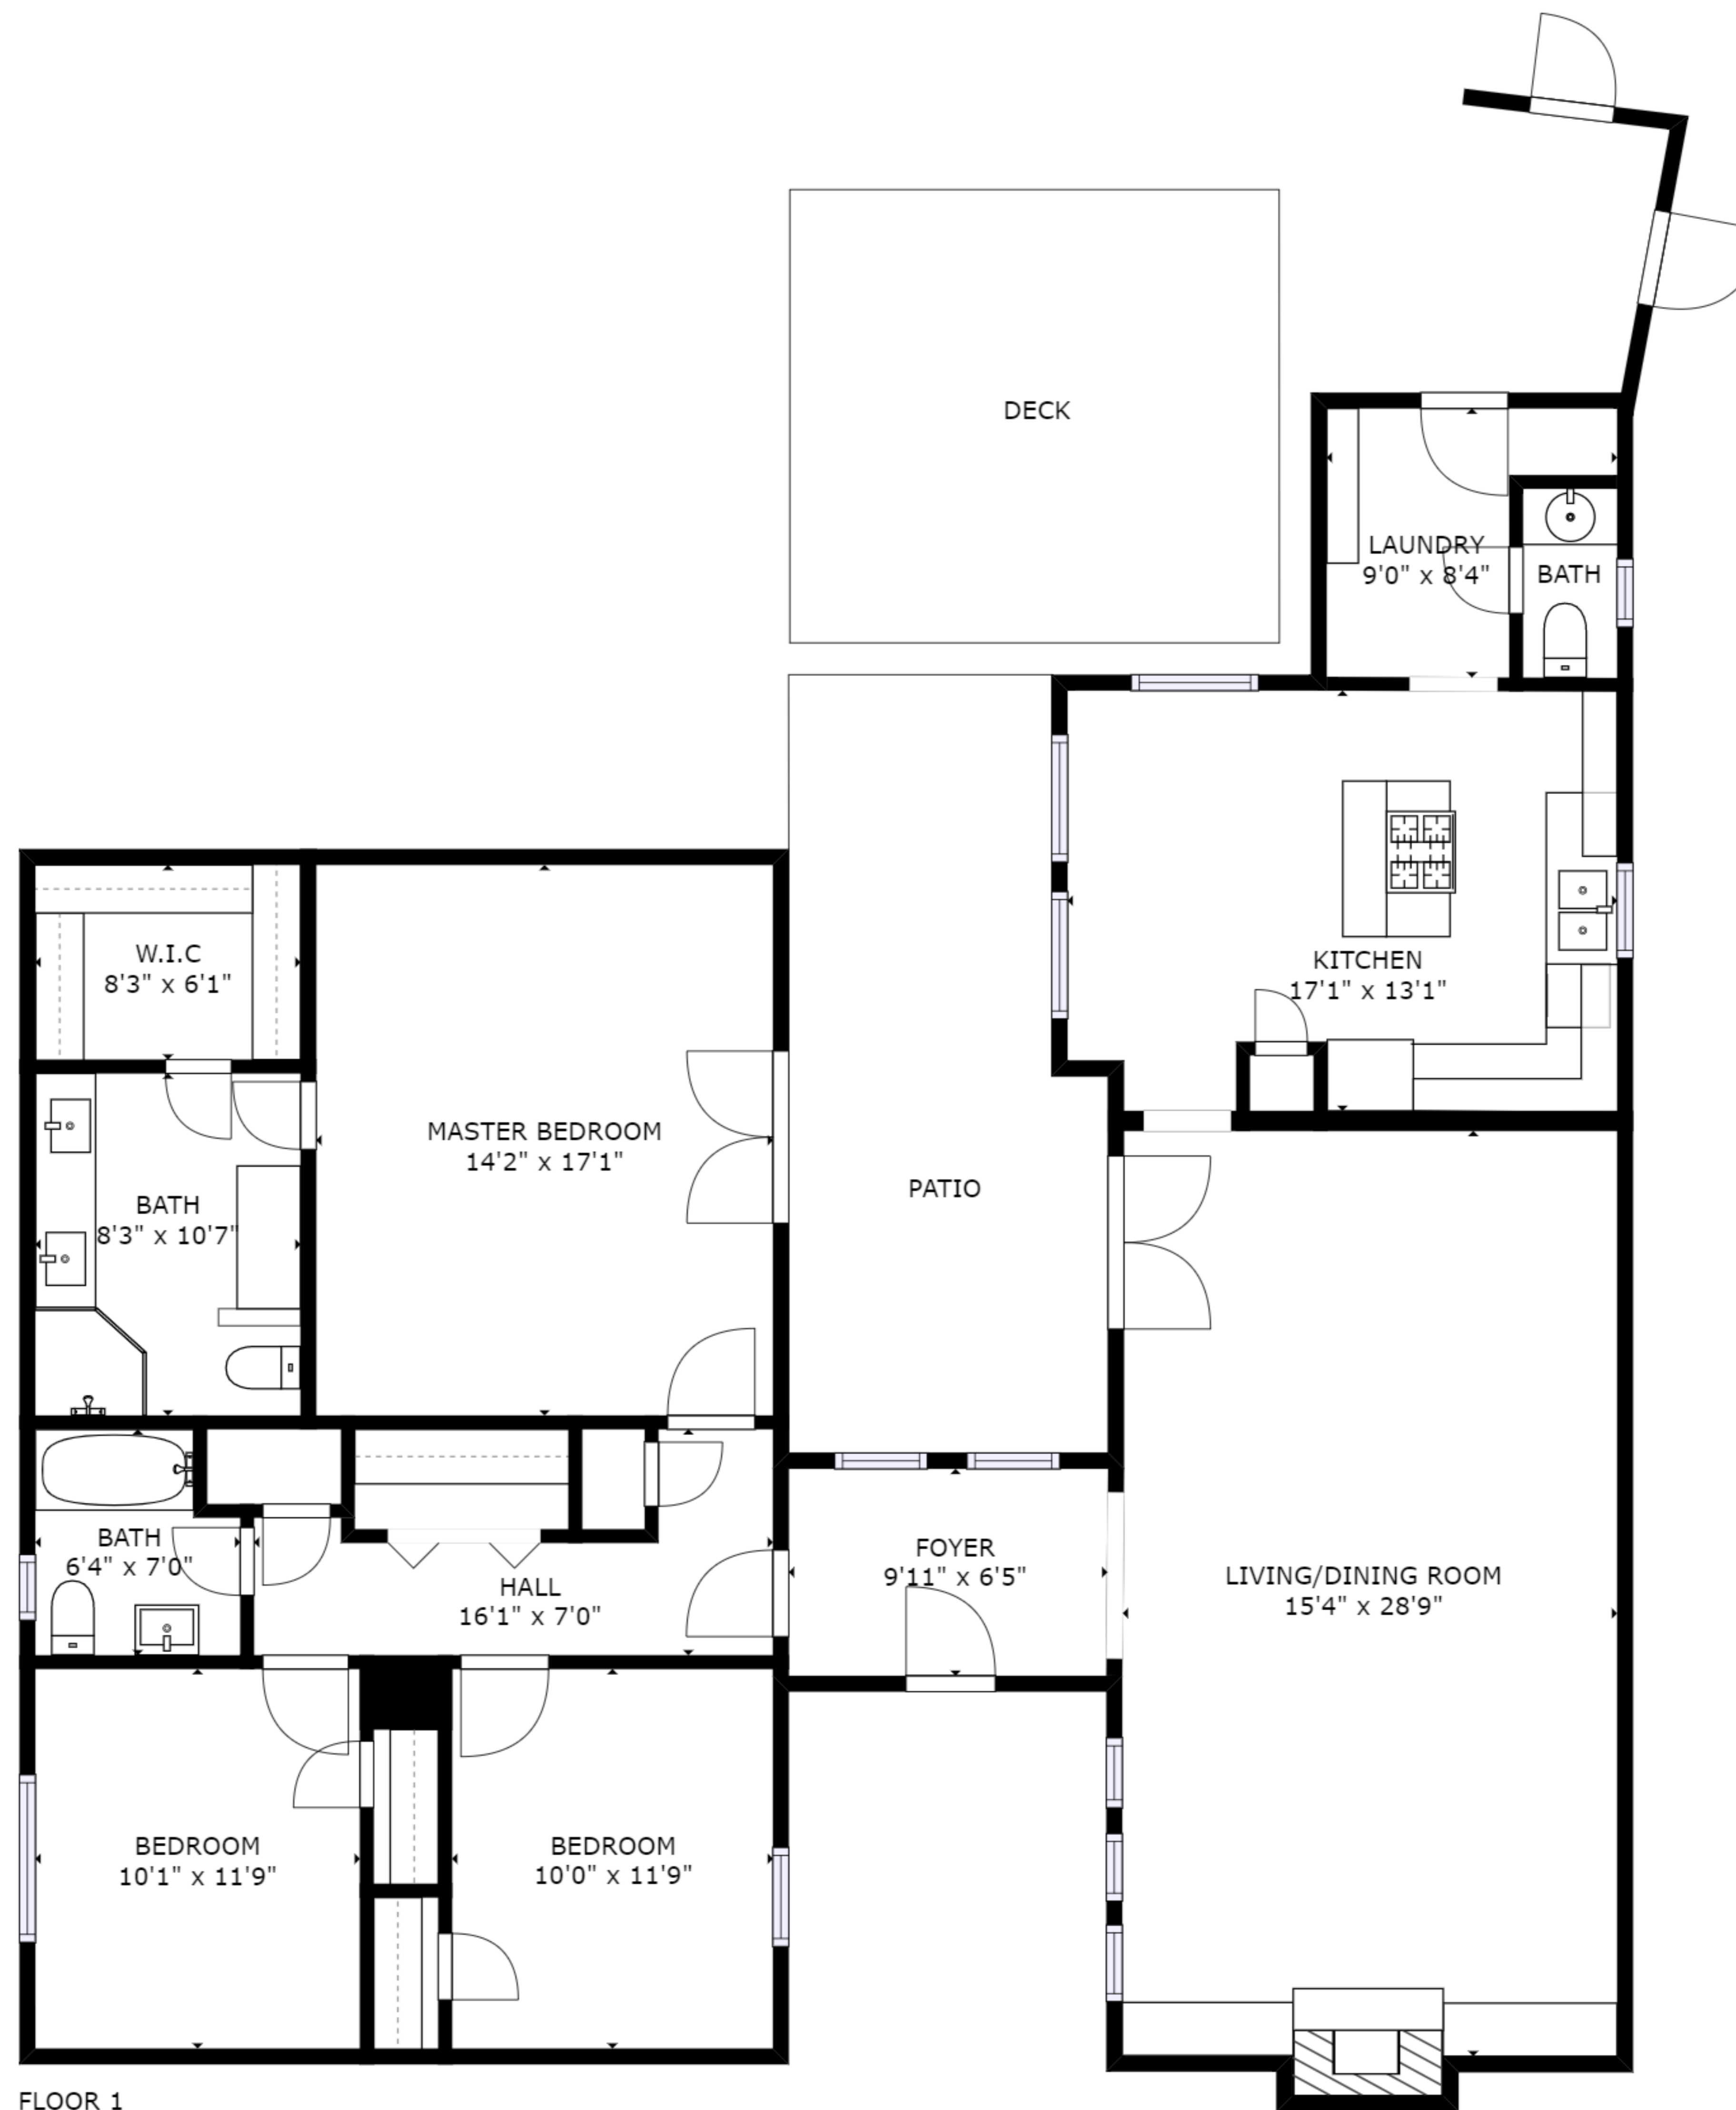 DECK
LAUNDRY
9'0" x 8'4"
BATH
W.I.C
8'3" x 6'1"
KITCHEN
17'1" x 13'1"
MASTER BEDROOM
14'2" x 17'1"
BATH
8'3" x 10'7"
PATIO
BATH
6'4" x 7'0"
HALL
16'1" x 7'0"
FOYER
9'11" x 6'5"
LIVING/DINING ROOM
15'4" x 28'9"
BEDROOM
10'1" x 11'9"
BEDROOM
10'0" x 11'9"
FLOOR 1